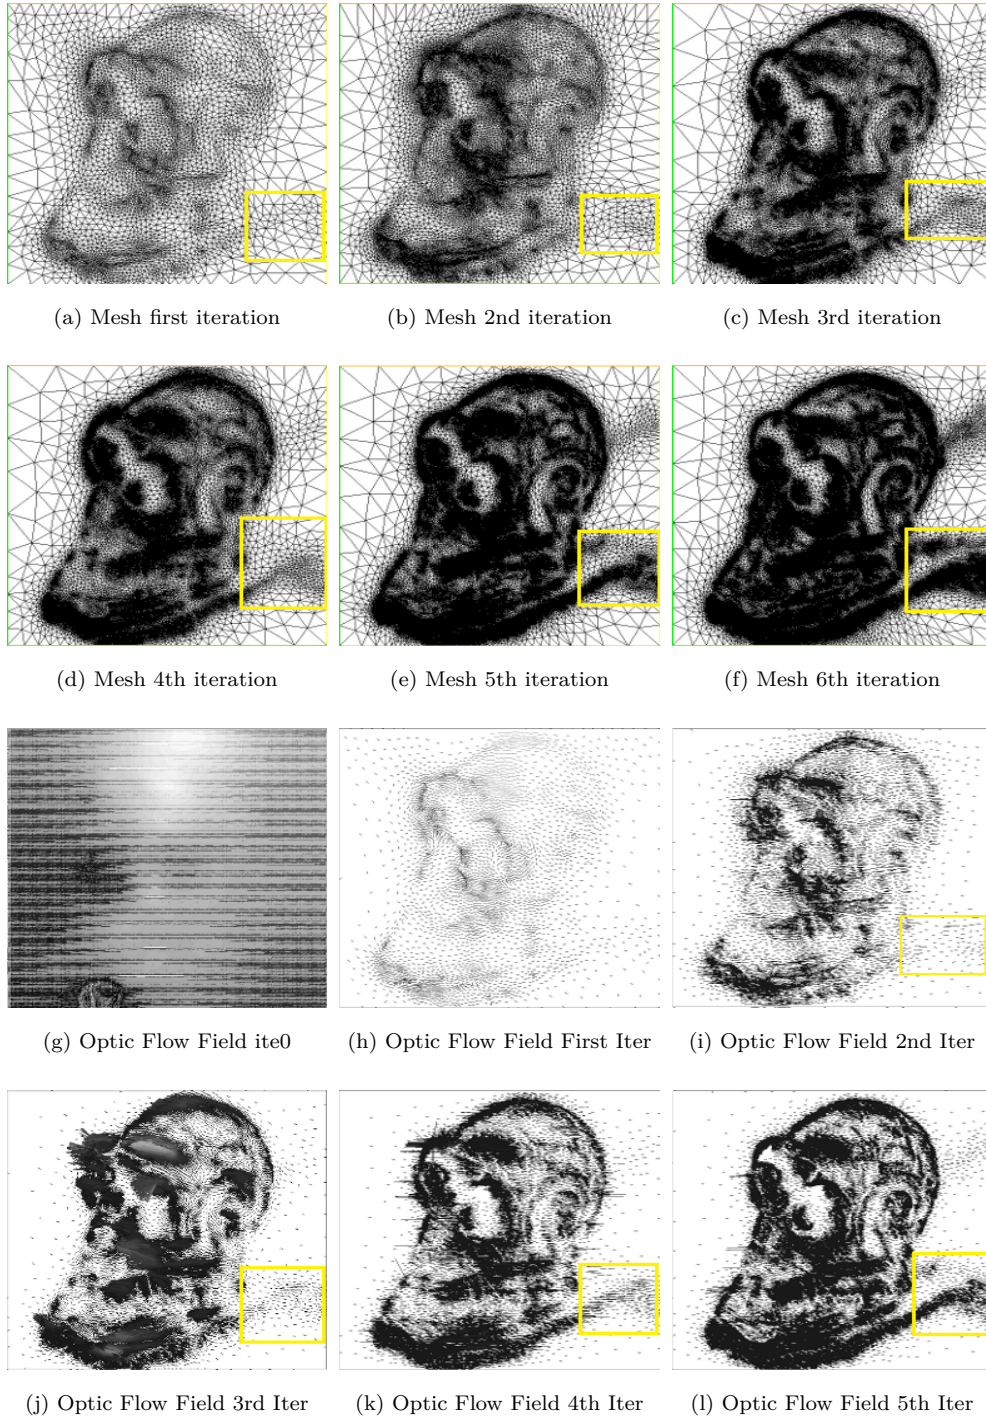 (a) Mesh first iteration
(b) Mesh 2nd iteration
(c) Mesh 3rd iteration
(d) Mesh 4th iteration
(e) Mesh 5th iteration
(f) Mesh 6th iteration
(g) Optic Flow Field ite0
(h) Optic Flow Field First Iter
(i) Optic Flow Field 2nd Iter
(j) Optic Flow Field 3rd Iter
(k) Optic Flow Field 4th Iter
(l) Optic Flow Field 5th Iter